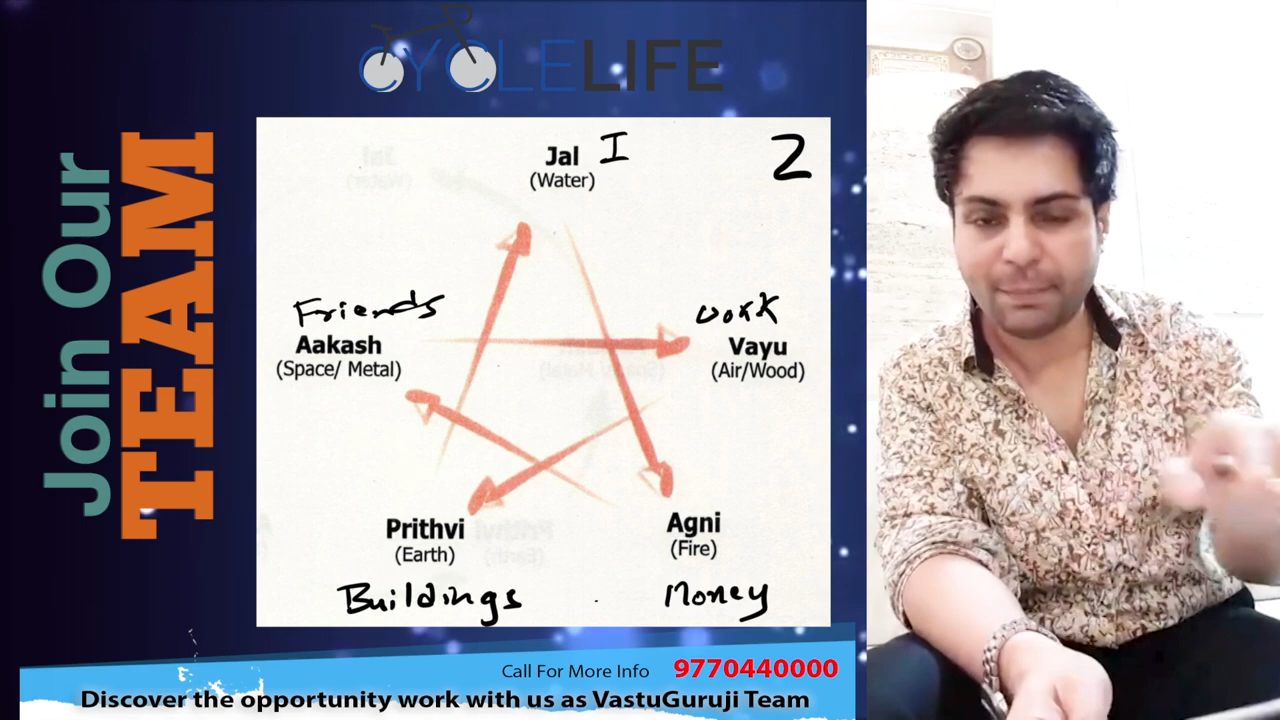 Join Our
TEAM
CYCLELIFE
Jal I
(Water)
2
Friends
Aakash
(Space/ Metal)
work
Vayu
(Air/Wood)
Prithvi
(Earth)
Buildings
Agni
(Fire)
Money
Call For More Info 9770440000
Discover the opportunity work with us as VastuGuruji Team